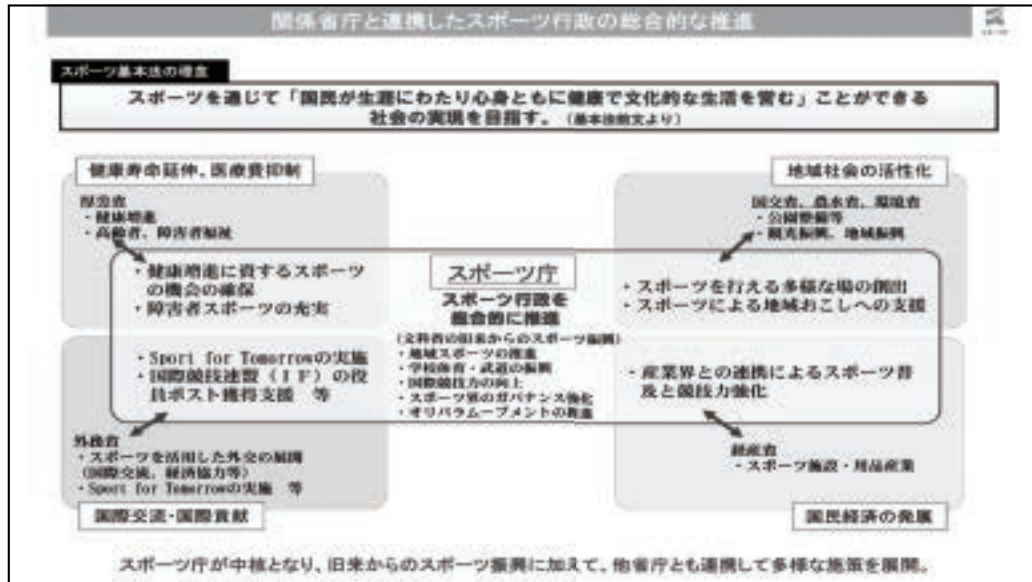 関係省庁と連携したスポーツ行政の総合的な推進
スポーツ基本法の理念
スポーツを通じて「国民が生涯にわたり心身ともに健康で文化的な生活を営む」ことができる
社会の実現を目指す。（基本法前文より）
健康寿命延伸、医療費抑制
厚労省
・健康増進
・高齢者、障害者福祉
・健康増進に資するスポーツ
の機会の確保
・障害者スポーツの充実
地域社会の活性化
国交省、農水省、環境省
・公園整備等
・観光振興、地域振興
・スポーツを行える多様な場の創出
・スポーツによる地域おこしへの支援
スポーツ庁
スポーツ行政を
総合的に推進
（文科省の旧来からのスポーツ振興）
・地域スポーツの推進
・学校体育・武道の振興
・国際競技力の向上
・スポーツ界のガバナンス強化
・オリパラムーブメントの推進
・Sport for Tomorrowの実施
・国際競技連盟（ＩＦ）の役
員ポスト獲得支援　等
外務省
・スポーツを活用した外交の展開
（国際交流、経済協力等）
・Sport for Tomorrowの実施　等
国際交流・国際貢献
・産業界との連携によるスポーツ普
及と競技力強化
経産省
・スポーツ施設・用品産業
国民経済の発展
スポーツ庁が中核となり、旧来からのスポーツ振興に加えて、他省庁とも連携して多様な施策を展開。